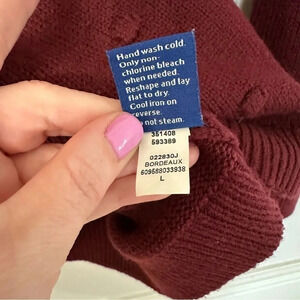 Hand wash cold.
Only non-
chlorine bleach
when needed.
Reshape and lay
flat to dry.
Cool iron on
reverse.
not steam.
351408
593389
022830J
BORDEAUX
509588033938
L